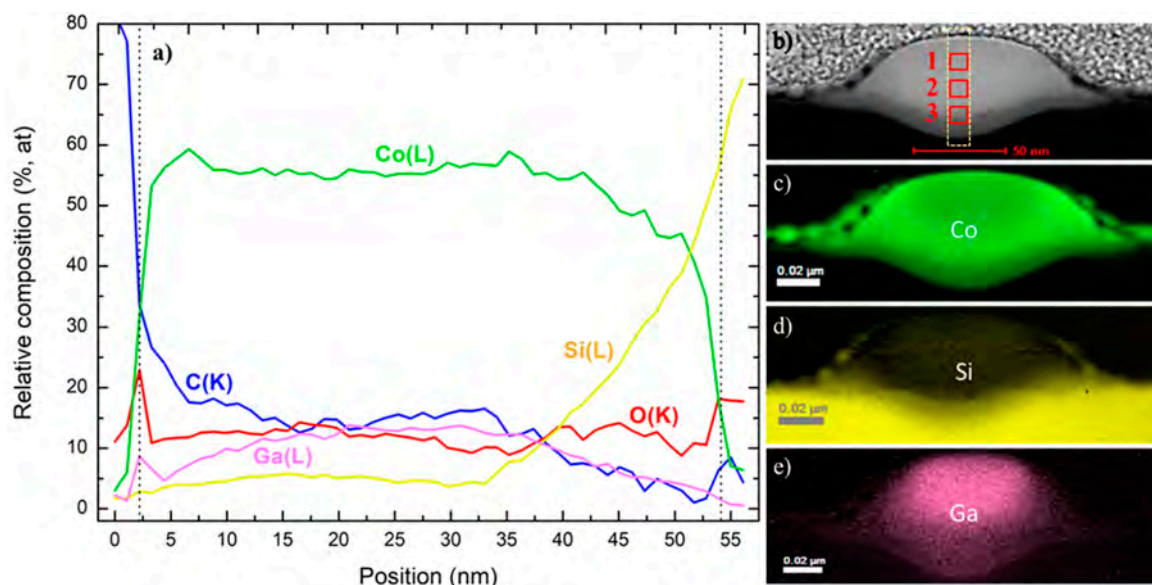 a)
Relative composition (%, at)
80
70
60
50
40
30
20
10
0
Co(L)
Si(L)
C(K)
O(K)
Ga(L)
0 5 10 15 20 25 30 35 40 45 50 55
Position (nm)
b)
1
2
3
50 nm
c)
Co
0.02 µm
d)
Si
0.02 µm
e)
Ga
0.02 µm